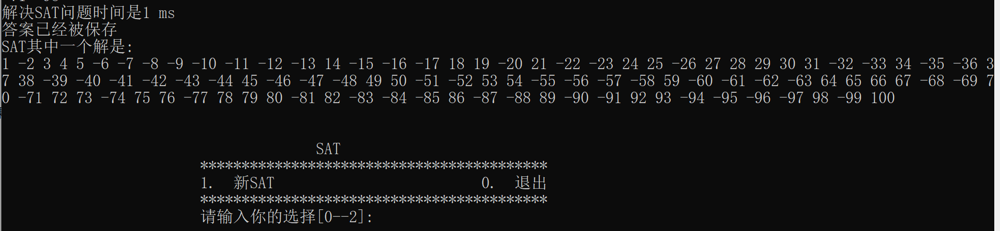 解决SAT问题时间是1 ms
答案已经被保存
SAT其中一个解是:
1 -2 3 4 5 -6 -7 -8 -9 -10 -11 -12 -13 14 -15 -16 -17 18 19 -20 21 -22 -23 24 25 -26 27 28 29 30 31 -32 -33 34 -35 -36 3
7 38 -39 -40 -41 -42 -43 -44 45 -46 -47 -48 49 50 -51 -52 53 54 -55 -56 -57 -58 59 -60 -61 -62 -63 64 65 66 67 -68 -69 7
0 -71 72 73 -74 75 76 -77 78 79 80 -81 82 -83 -84 -85 86 -87 -88 89 -90 -91 92 93 -94 -95 -96 -97 98 -99 100
SAT
******************************************
1. 新SAT 0. 退出
******************************************
请输入你的选择[0--2]: